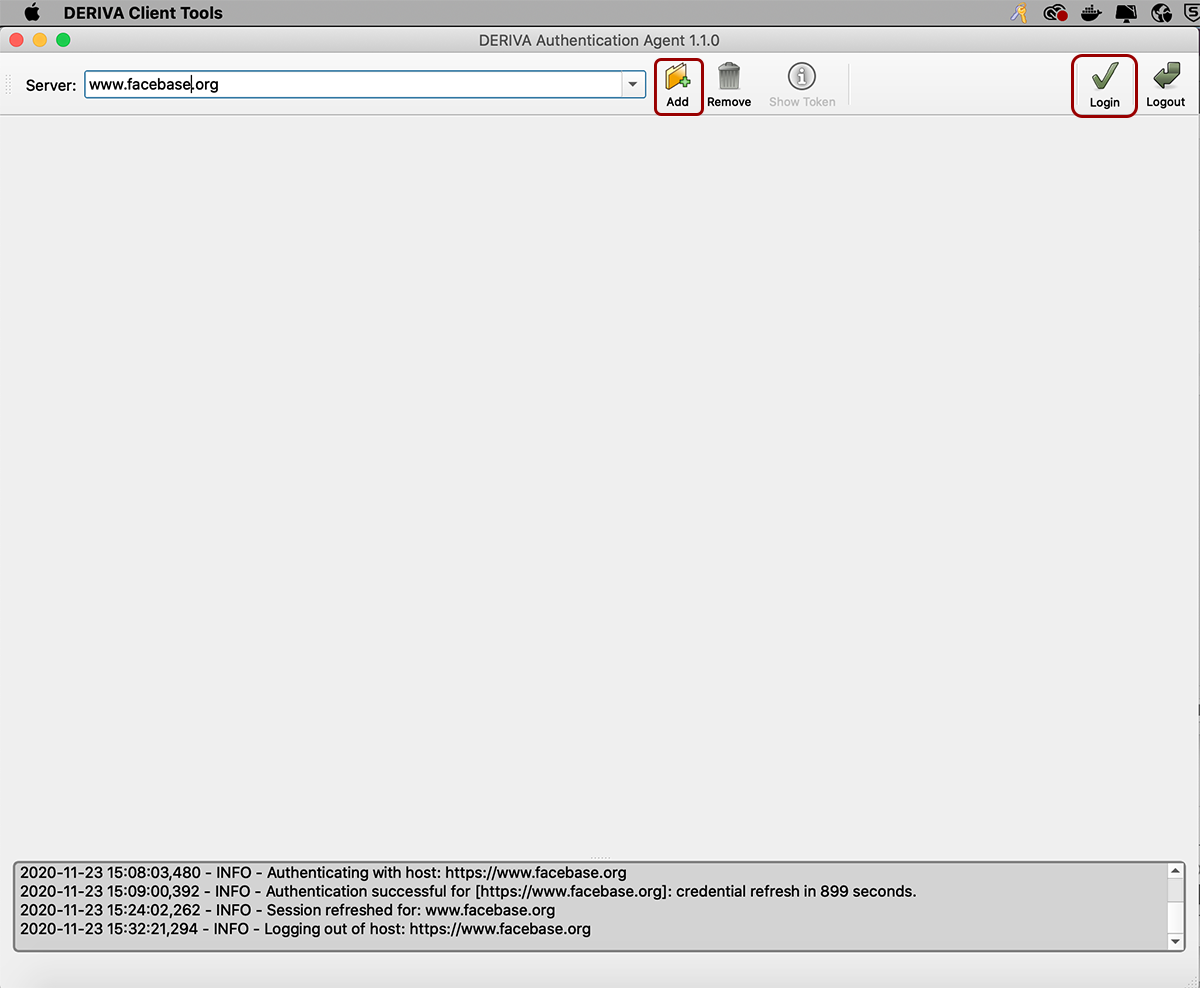 DERIVA Client Tools
DERIVA Authentication Agent 1.1.0
Server: www.facebase.org Add Remove Show Token Login Logout
2020-11-23 15:08:03,480 - INFO - Authenticating with host: https://www.facebase.org
2020-11-23 15:09:00,392 - INFO - Authentication successful for [https://www.facebase.org]: credential refresh in 899 seconds.
2020-11-23 15:24:02,262 - INFO - Session refreshed for: www.facebase.org
2020-11-23 15:32:21,294 - INFO - Logging out of host: https://www.facebase.org